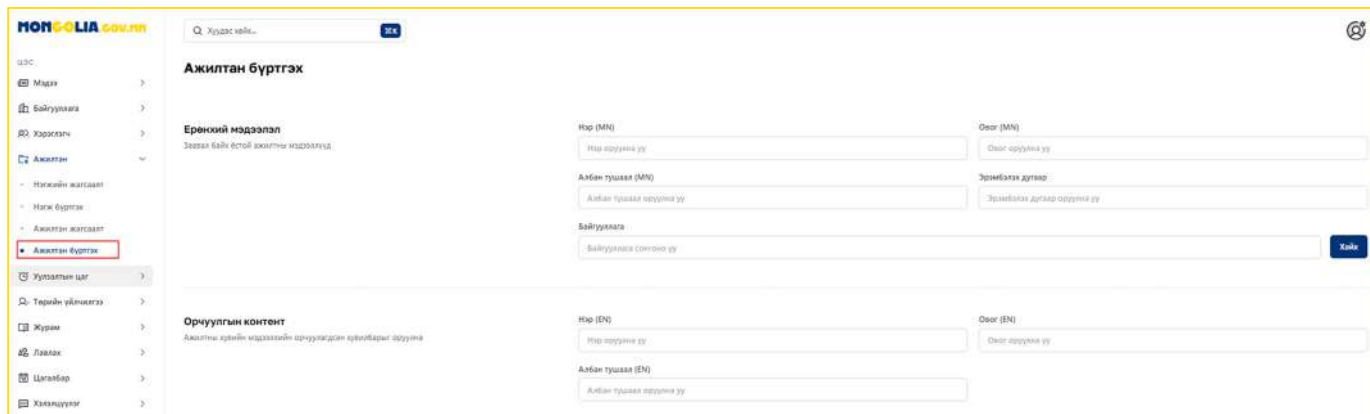 MONGOLIA.GOV.MN
Хуудас хайх...
⌘K
ЦЭС
Мэдээ
Байгууллага
Хэрэглэгч
Ажилтан
Нэгжийн жагсаалт
Нэгж бүртгэх
Ажилтан жагсаалт
Ажилтан бүртгэх
Уулзалтын цаг
Төрийн үйлчилгээ
Журам
Лавлах
Цагалбар
Хэлэлцүүлэг
Ажилтан бүртгэх
Ерөнхий мэдээлэл
Заавал байх ёстой ажилтны мэдээллүүд
Нэр (MN)
Нэр оруулна уу
Овог (MN)
Овог оруулна уу
Албан тушаал (MN)
Албан тушаал оруулна уу
Эрэмбэлэх дугаар
Эрэмбэлэх дугаар оруулна уу
Байгууллага
Байгууллага сонгоно уу
Хайх
Орчуулгын контент
Ажилтны хувийн мэдээллийн орчуулагдсан хувилбарыг оруулна
Нэр (EN)
Нэр оруулна уу
Овог (EN)
Овог оруулна уу
Албан тушаал (EN)
Албан тушаал оруулна уу